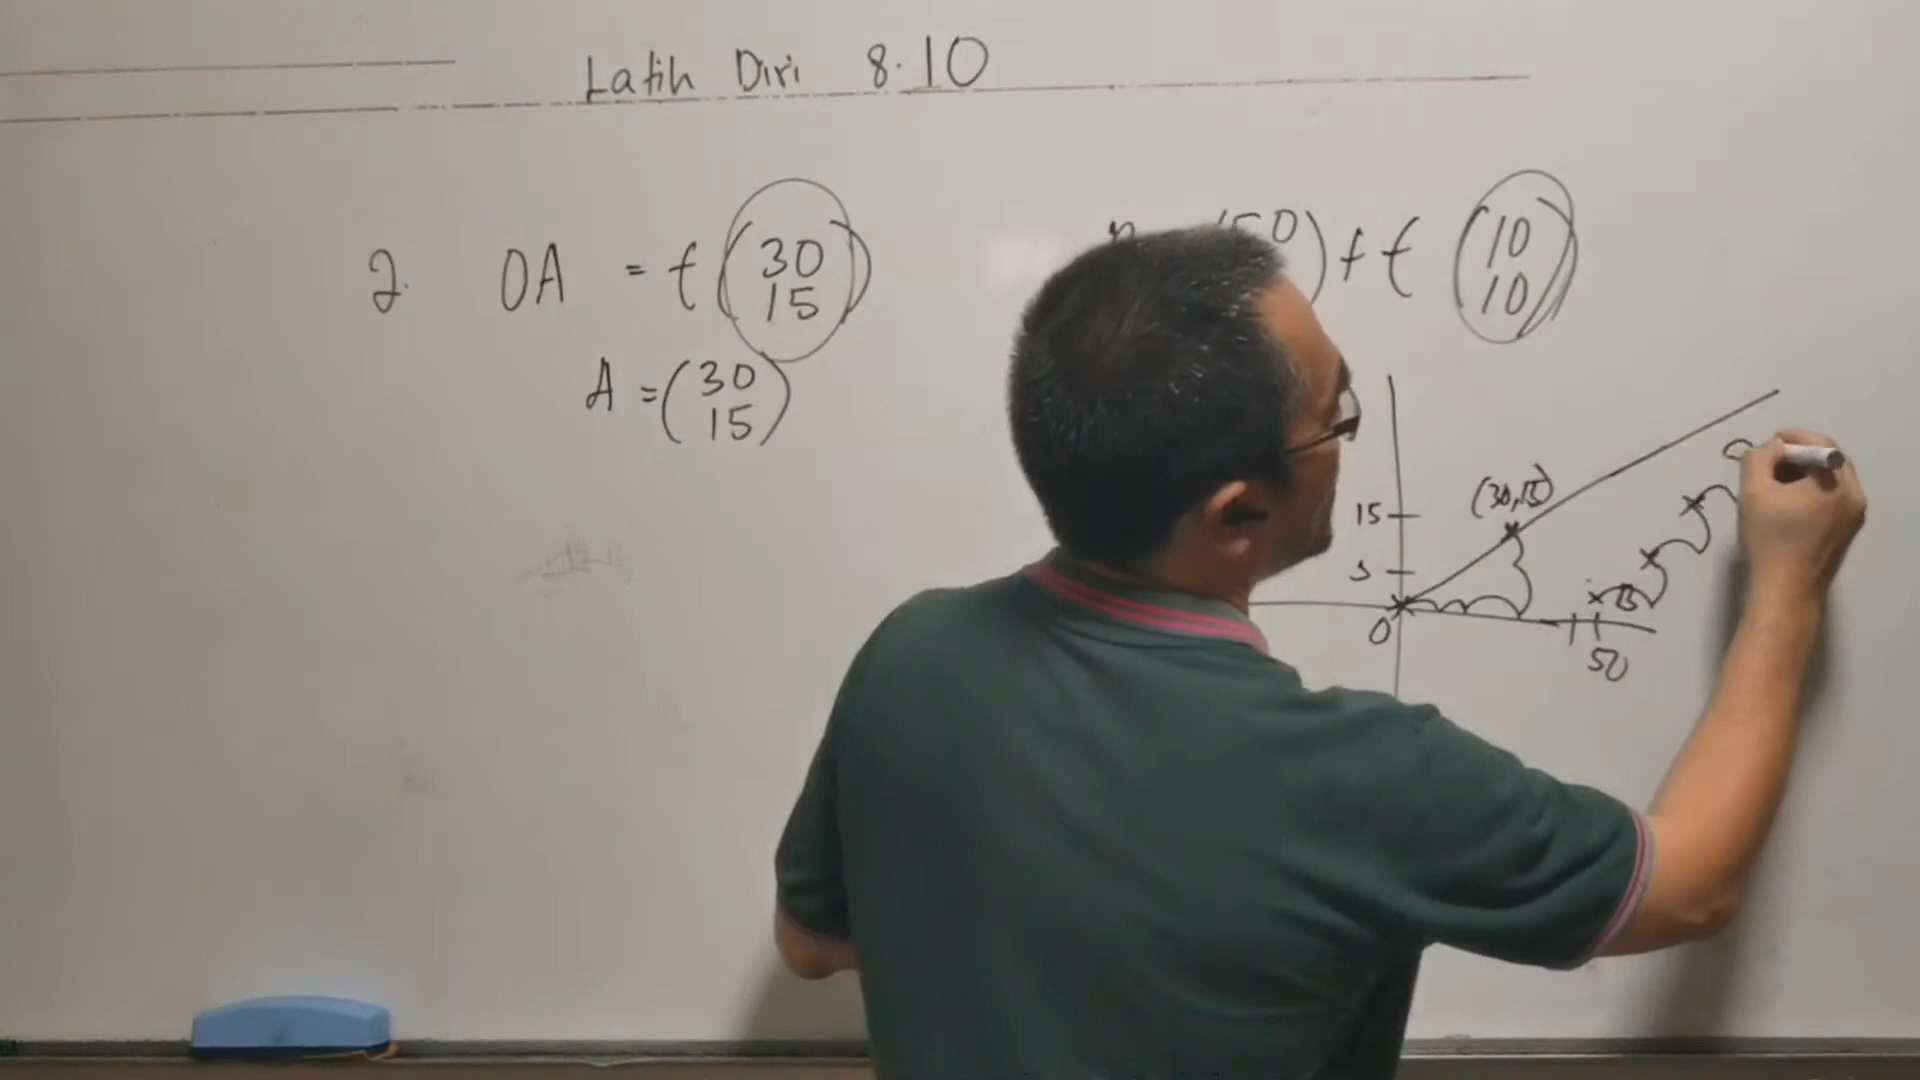 Latih Diri 8.10
2. OA = t(30
15)
50) + t(10
10)
A = (30
15)
(30,15)
15
5
O
50